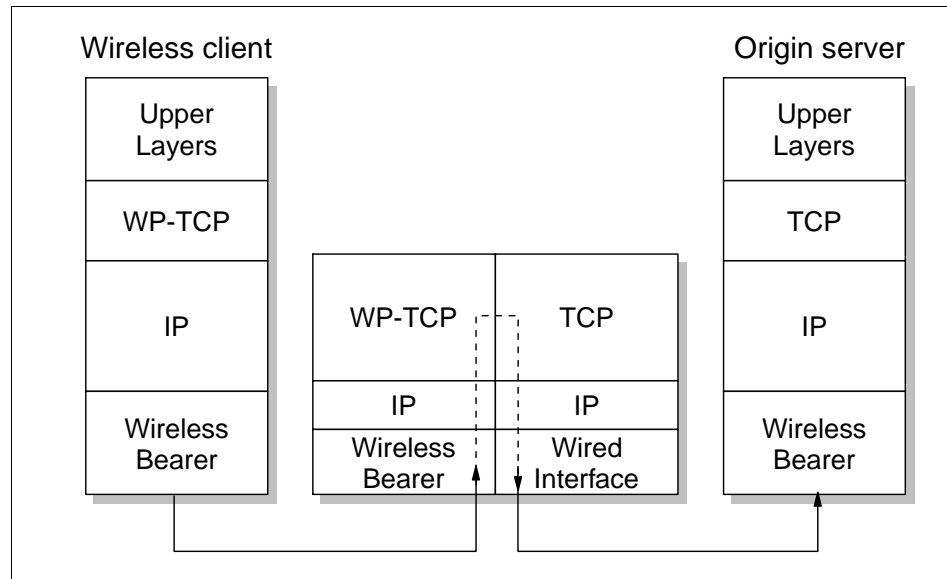 Wireless client
Upper
Layers
WP-TCP
IP
Wireless
Bearer
WP-TCP
TCP
IP
IP
Wireless
Bearer
Wired
Interface
Origin server
Upper
Layers
TCP
IP
Wireless
Bearer